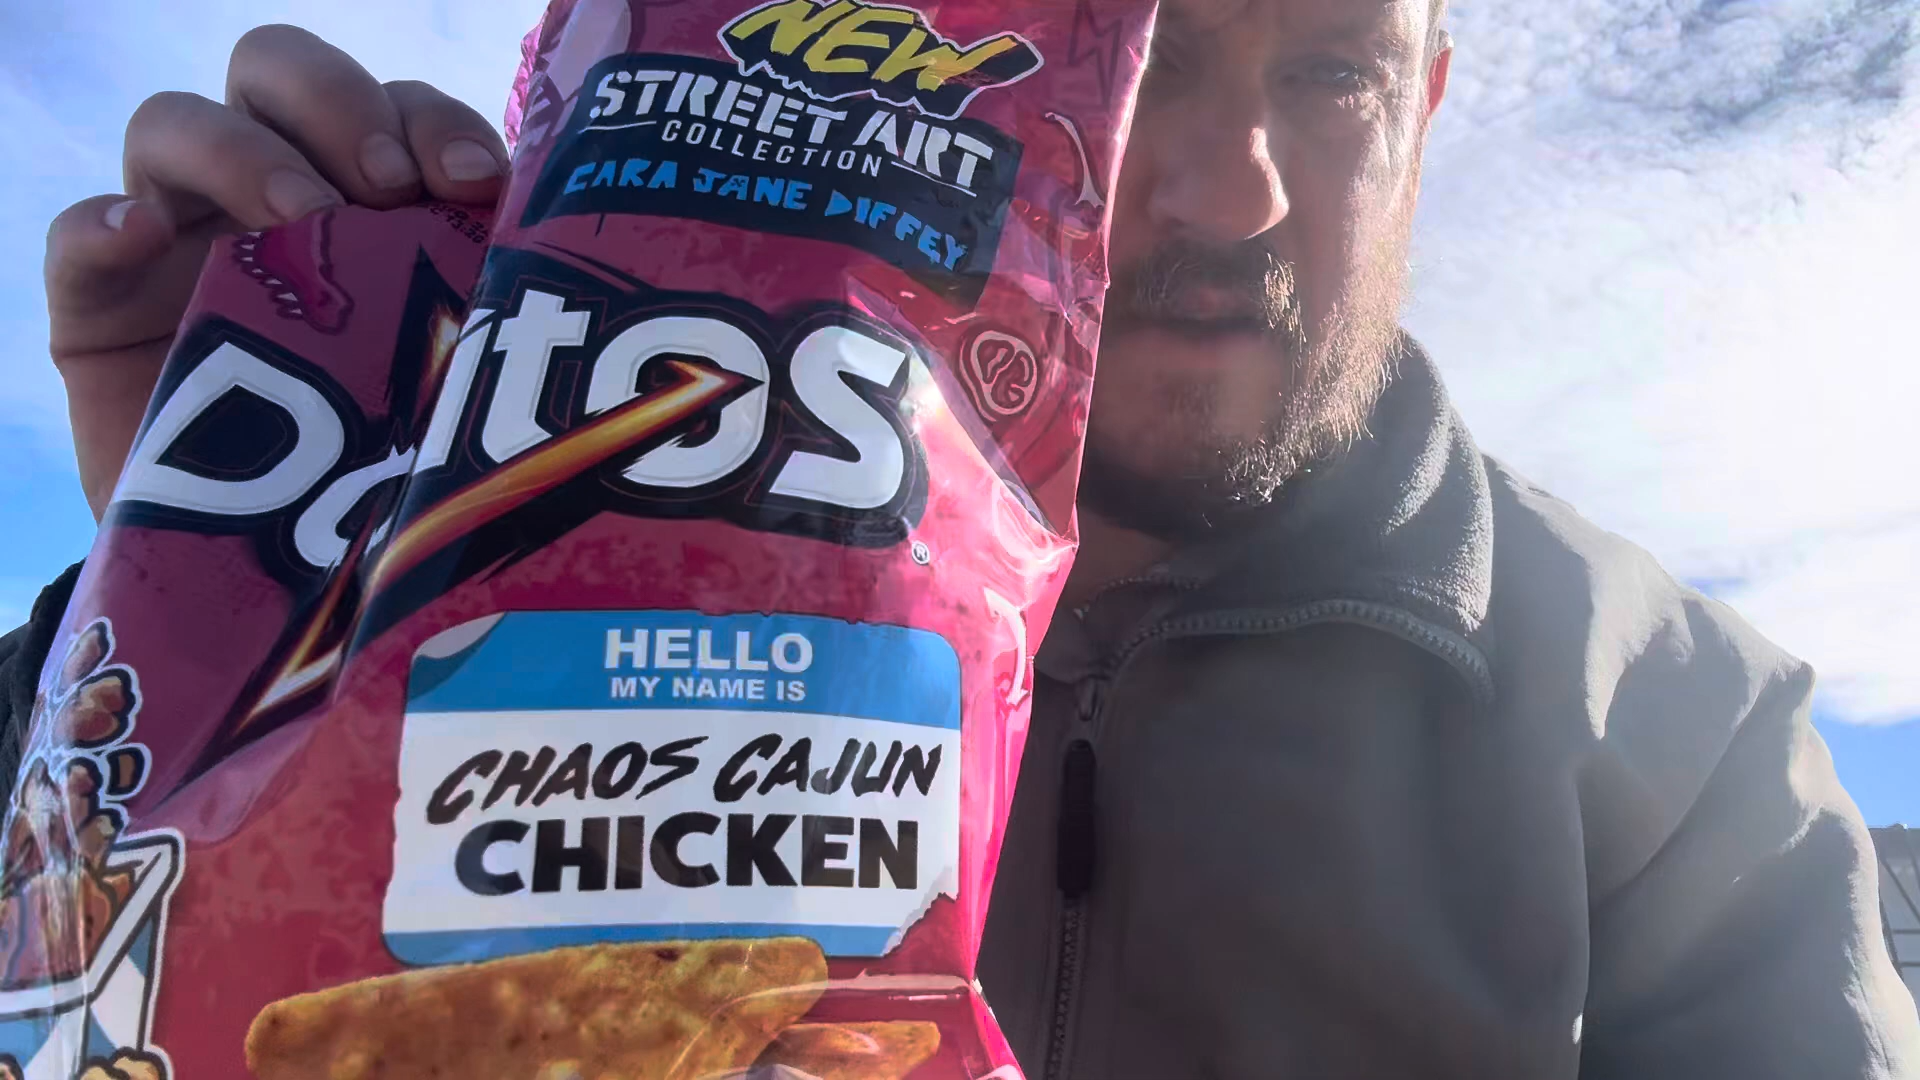 NEW
STREET ART
COLLECTION
CARA JANE DIFFEY
Doritos®
HELLO
MY NAME IS
CHAOS CAJUN
CHICKEN